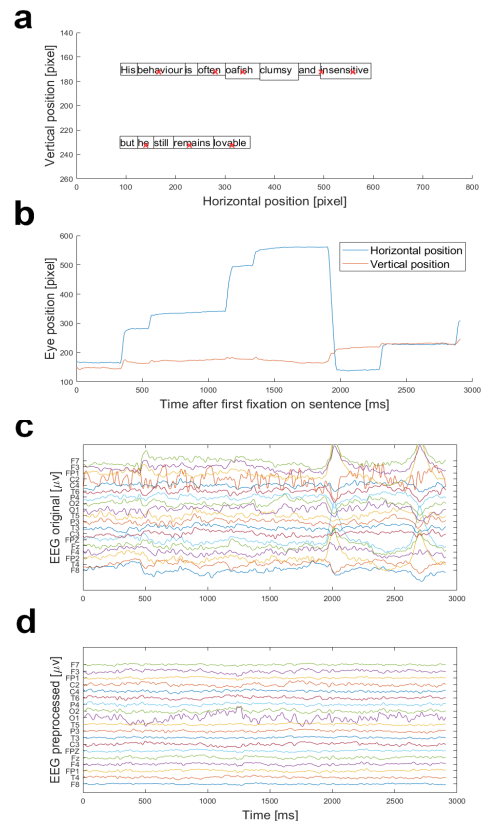 a
Vertical position [pixel]
140
160
180
200
220
240
260
His behaviour is often oafish clumsy and insensitive
but he still remains lovable
0 100 200 300 400 500 600 700 800
Horizontal position [pixel]
b
Eye position [pixel]
600
500
400
300
200
100
Horizontal position
Vertical position
0 500 1000 1500 2000 2500 3000
Time after first fixation on sentence [ms]
c
EEG original [μv]
F7
F3
FP1
C2
C4
T6
P4
O2
O1
T5
P3
T3
FP2
Fz
F4
FP2
T4
F8
0 500 1000 1500 2000 2500 3000
d
EEG preprocessed [μv]
F7
F3
FP1
C2
C4
T6
P4
O2
O1
T5
P3
T3
C3
FPZ
Fz
F4
FP1
T4
F8
0 500 1000 1500 2000 2500 3000
Time [ms]